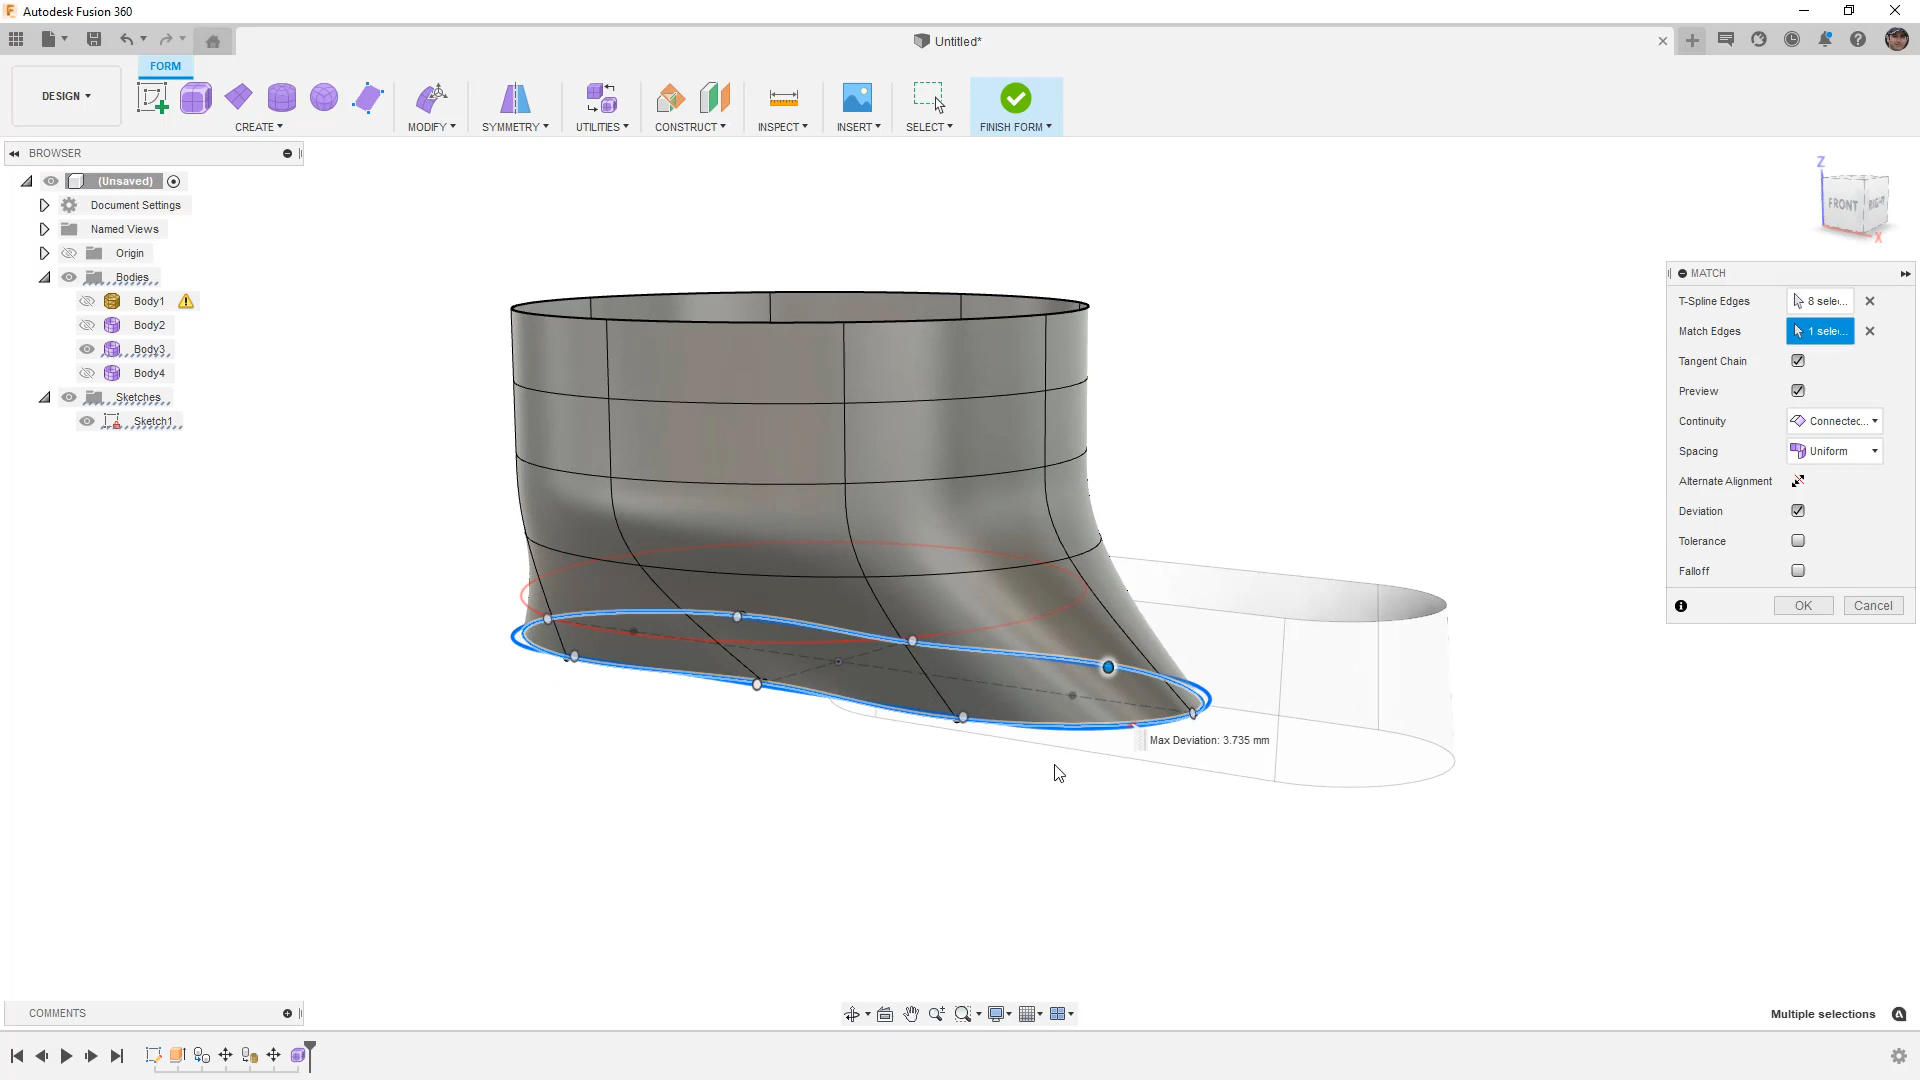 Autodesk Fusion 360
Untitled*
FORM
DESIGN
CREATE
MODIFY
SYMMETRY
UTILITIES
CONSTRUCT
INSPECT
INSERT
SELECT
FINISH FORM
BROWSER
(Unsaved)
Document Settings
Named Views
Origin
Bodies
Body1
Body2
Body3
Body4
Sketches
Sketch1
Z
FRONT
RIGHT
X
MATCH
T-Spline Edges
8 selec...
Match Edges
1 selec...
Tangent Chain
Preview
Continuity
Connected...
Spacing
Uniform
Alternate Alignment
Deviation
Tolerance
Falloff
OK
Cancel
Max Deviation: 3.735 mm
COMMENTS
Multiple selections